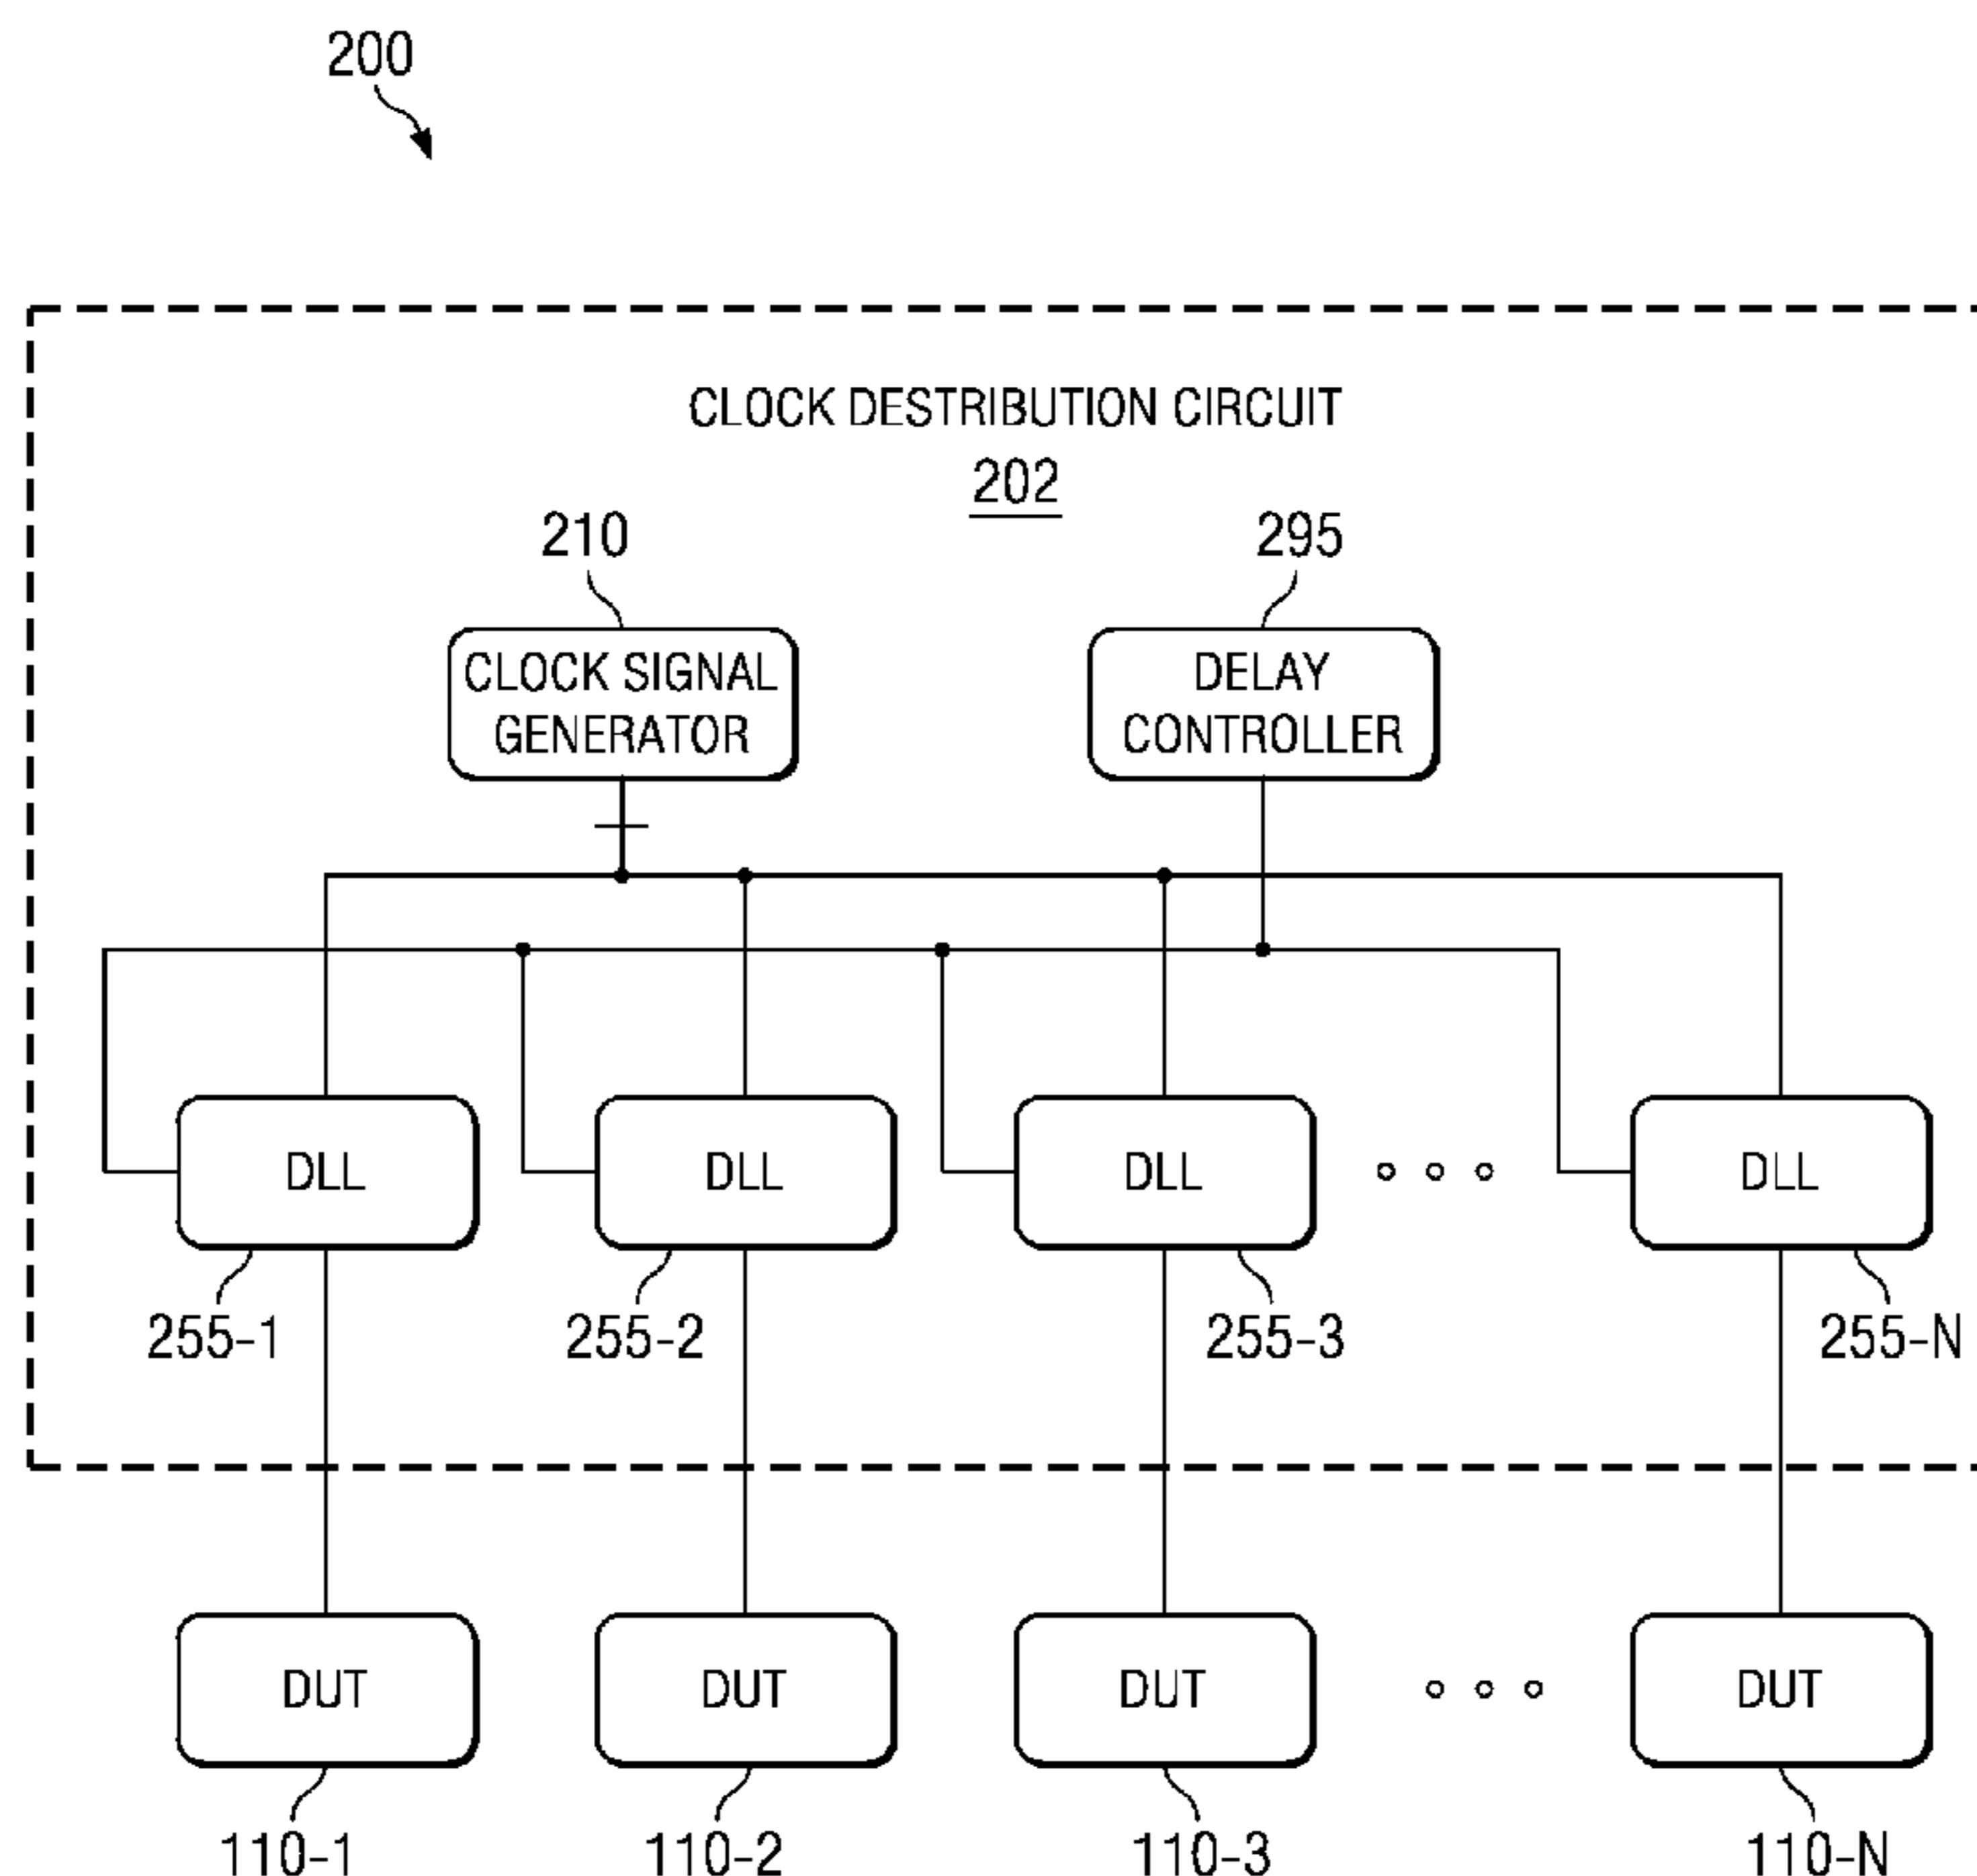 200
CLOCK DESTRIBUTION CIRCUIT
202
210
295
CLOCK SIGNAL
GENERATOR
DELAY
CONTROLLER
DLL
DLL
DLL
DLL
255-1
255-2
255-3
255-N
DUT
DUT
DUT
DUT
110-1
110-2
110-3
110-N